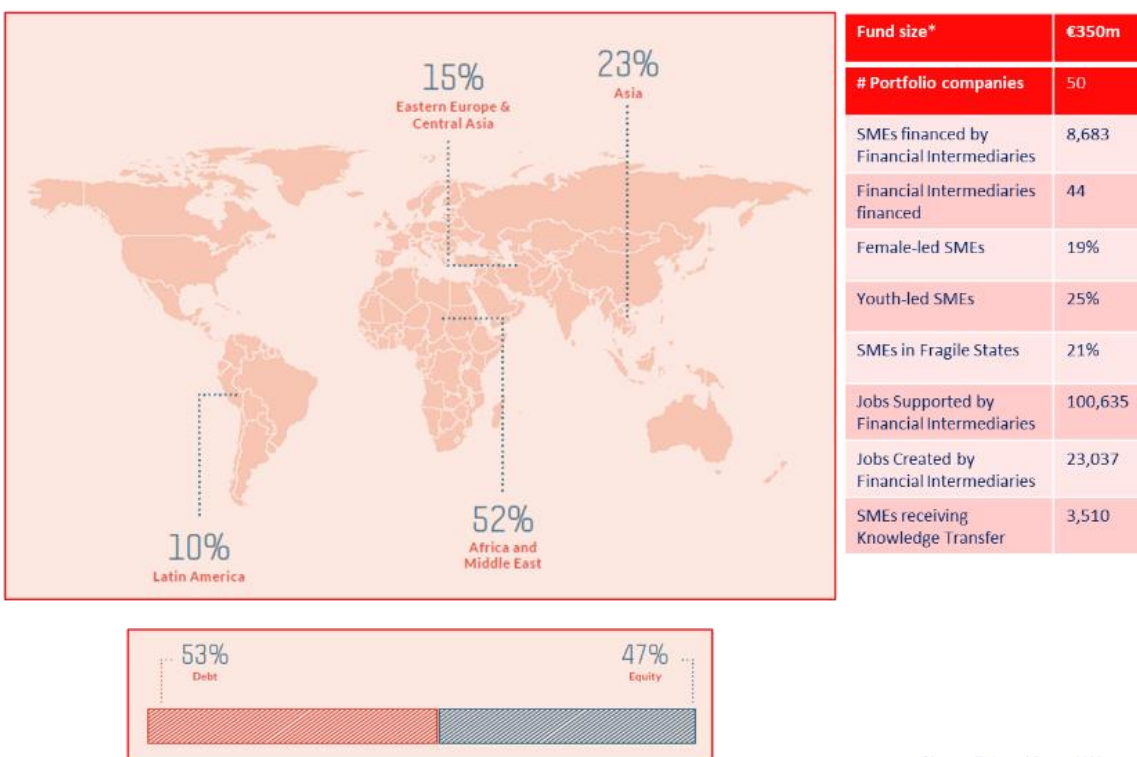 15%
Eastern Europe &
Central Asia
23%
Asia
10%
Latin America
52%
Africa and
Middle East
Fund size* €350m
# Portfolio companies 50
SMEs financed by
Financial Intermediaries 8,683
Financial Intermediaries
financed 44
Female-led SMEs 19%
Youth-led SMEs 25%
SMEs in Fragile States 21%
Jobs Supported by
Financial Intermediaries 100,635
Jobs Created by
Financial Intermediaries 23,037
SMEs receiving
Knowledge Transfer 3,510
53%
Debt
47%
Equity